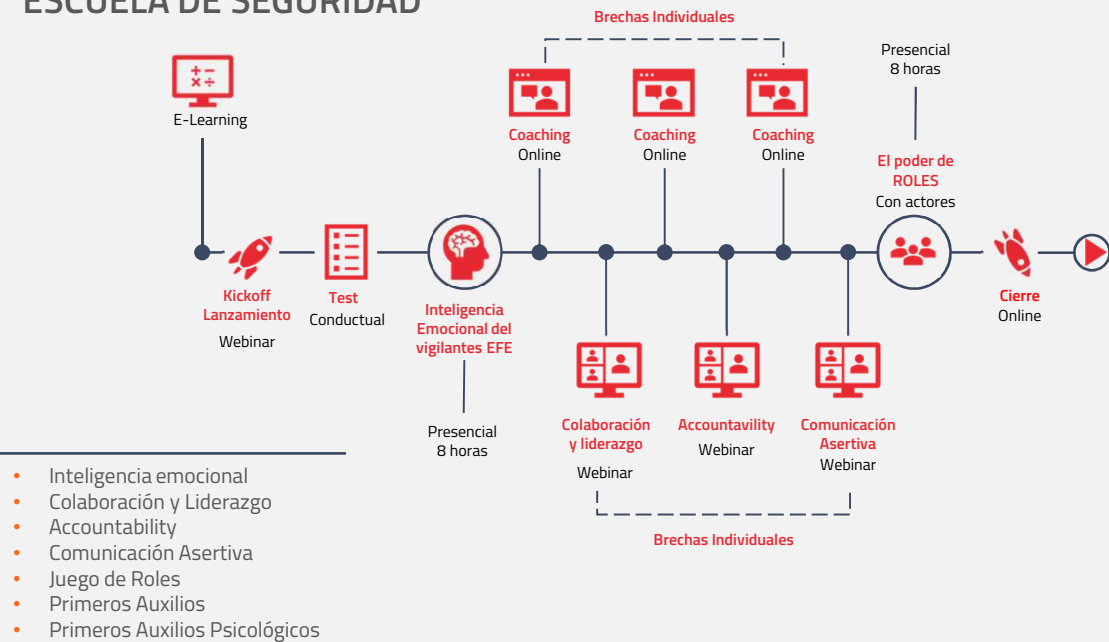 ESCUELA DE SEGURIDAD
Brechas Individuales
Presencial
8 horas
E-Learning
Coaching
Online
Coaching
Online
Coaching
Online
El poder de
ROLES
Con actores
Kickoff
Lanzamiento
Webinar
Test
Conductual
Inteligencia
Emocional del
vigilantes EFE
Presencial
8 horas
Cierre
Online
Colaboración
y liderazgo
Webinar
Accountavility
Webinar
Comunicación
Asertiva
Webinar
Brechas Individuales
• Inteligencia emocional
• Colaboración y Liderazgo
• Accountability
• Comunicación Asertiva
• Juego de Roles
• Primeros Auxilios
• Primeros Auxilios Psicológicos